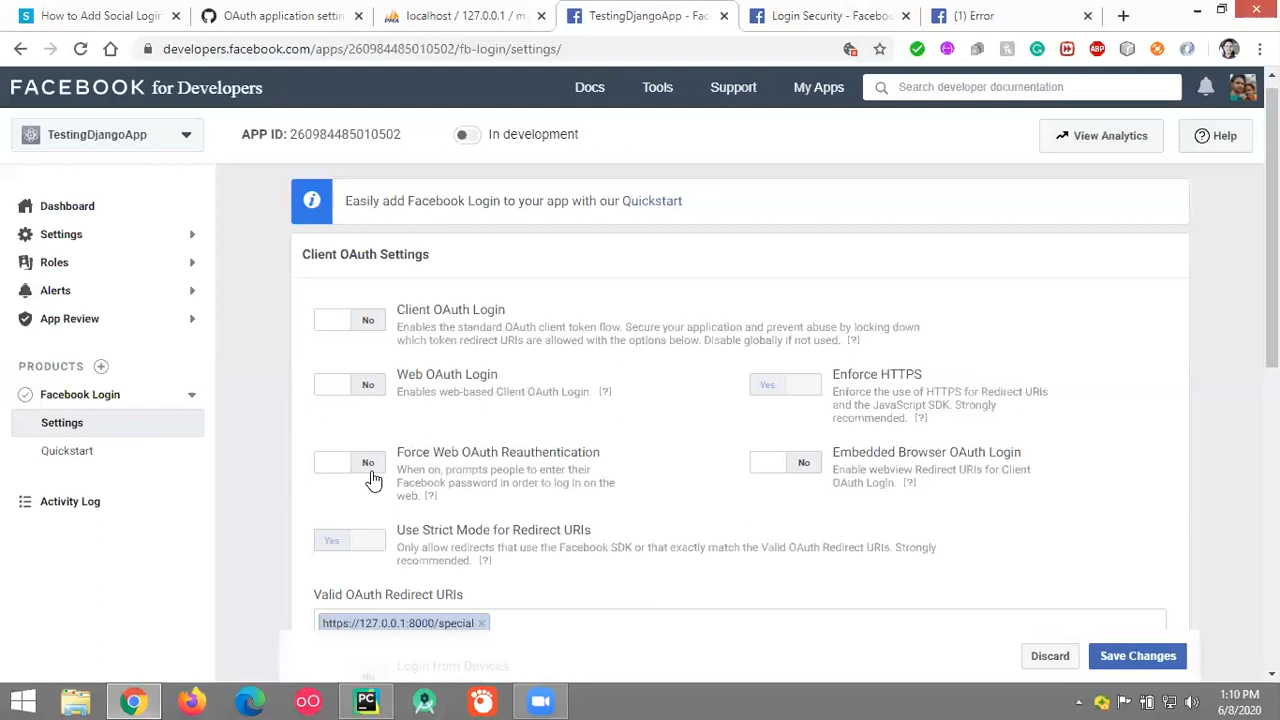 How to Add Social Login
OAuth application setti
localhost / 127.0.0.1 / m
TestingDjangoApp - Fac
Login Security - Facebo
(1) Error
developers.facebook.com/apps/260984485010502/fb-login/settings/
FACEBOOK for Developers
Docs
Tools
Support
My Apps
Search developer documentation
TestingDjangoApp
APP ID: 260984485010502
In development
View Analytics
Help
Dashboard
Settings
Roles
Alerts
App Review
PRODUCTS
Facebook Login
Settings
Quickstart
Activity Log
Easily add Facebook Login to your app with our Quickstart
Client OAuth Settings
No
Client OAuth Login
Enables the standard OAuth client token flow. Secure your application and prevent abuse by locking down
which token redirect URIs are allowed with the options below. Disable globally if not used. [?]
No
Web OAuth Login
Enables web-based Client OAuth Login. [?]
Yes
Enforce HTTPS
Enforce the use of HTTPS for Redirect URIs
and the JavaScript SDK. Strongly
recommended. [?]
No
Force Web OAuth Reauthentication
When on, prompts people to enter their
Facebook password in order to log in on the
web. [?]
No
Embedded Browser OAuth Login
Enable webview Redirect URIs for Client
OAuth Login. [?]
Yes
Use Strict Mode for Redirect URIs
Only allow redirects that use the Facebook SDK or that exactly match the Valid OAuth Redirect URIs. Strongly
recommended. [?]
Valid OAuth Redirect URIs
https://127.0.0.1:8000/special ×
No
Login from Devices
Discard
Save Changes
ABP
PC
1:10 PM
6/8/2020